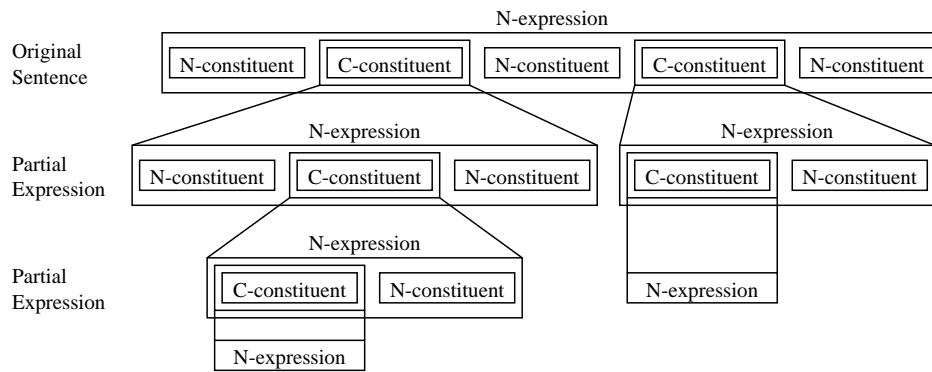 N-expression
Original
Sentence
N-constituent C-constituent N-constituent C-constituent N-constituent
N-expression N-expression
Partial
Expression
N-constituent C-constituent N-constituent C-constituent N-constituent
N-expression
Partial
Expression
C-constituent N-constituent N-expression
N-expression